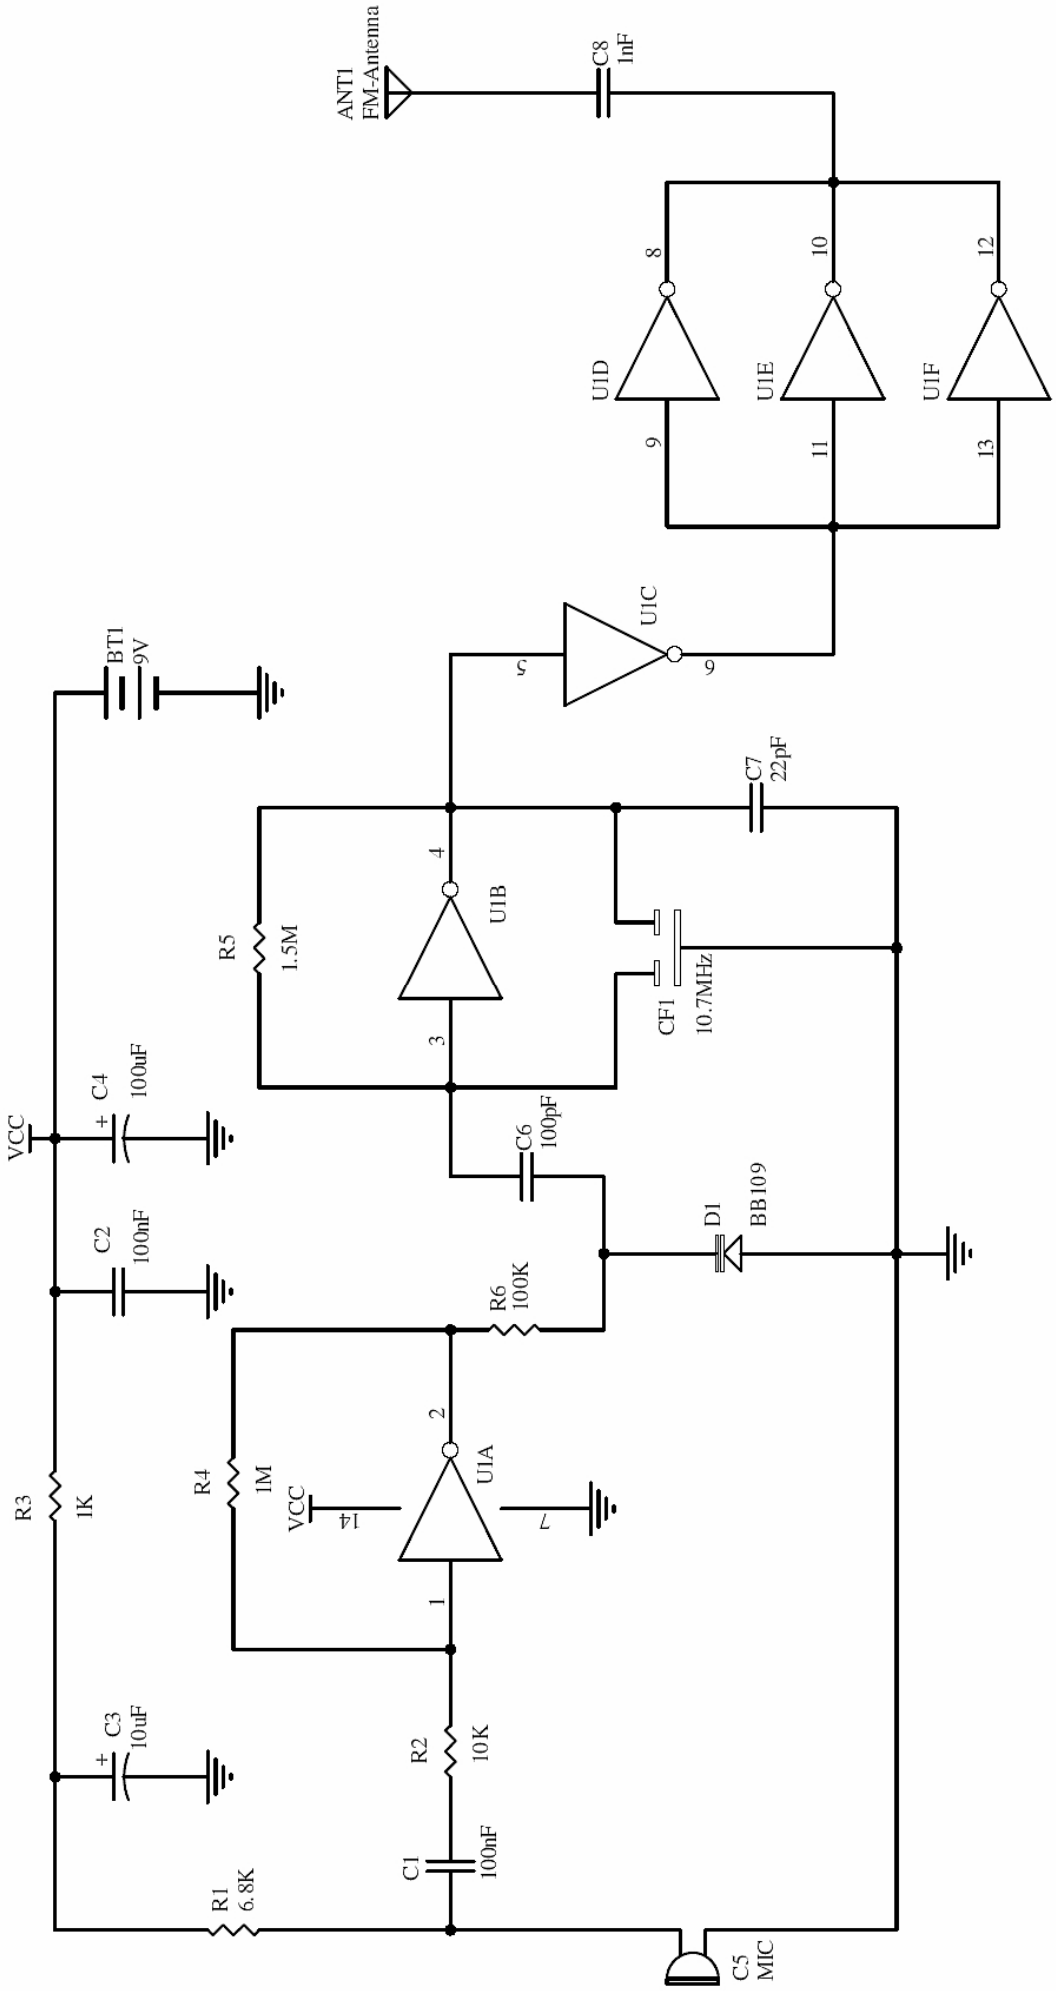 ANT1
FM-Antenna
C8
1nF
8
10
12
U1D
U1E
U1F
9
11
13
BT1
9V
U1C
5
6
C7
22pF
R5
1.5M
4
U1B
3
CF1
10.7MHz
VCC
C4
+
100uF
C6
100pF
C2
100nF
D1
BB109
R6
100K
R3
1K
R4
1M
2
U1A
VCC
14
7
1
C3
+
10uF
R2
10K
C1
100nF
R1
6.8K
C5
MIC